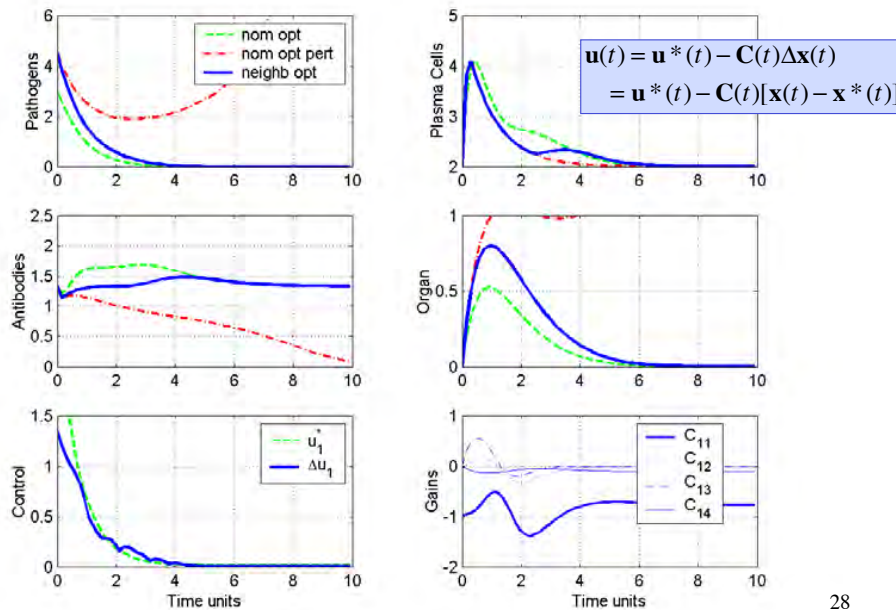 6
4
2
0
0 2 4 6 8 10
Pathogens
nom opt
nom opt pert
neighb opt
5
4
3
2
0 2 4 6 8 10
Plasma Cells
u(t) = u*(t) − C(t)Δx(t)
= u*(t) − C(t)[x(t) − x*(t)]
2.5
2
1.5
1
0.5
0
0 2 4 6 8 10
Antibodies
1
0.5
0
0 2 4 6 8 10
Organ
1.5
1
0.5
0
0 2 4 6 8 10
Control
Time units
u*1
Δu1
1
0
-1
-2
0 2 4 6 8 10
Gains
Time units
C11
C12
C13
C14
28